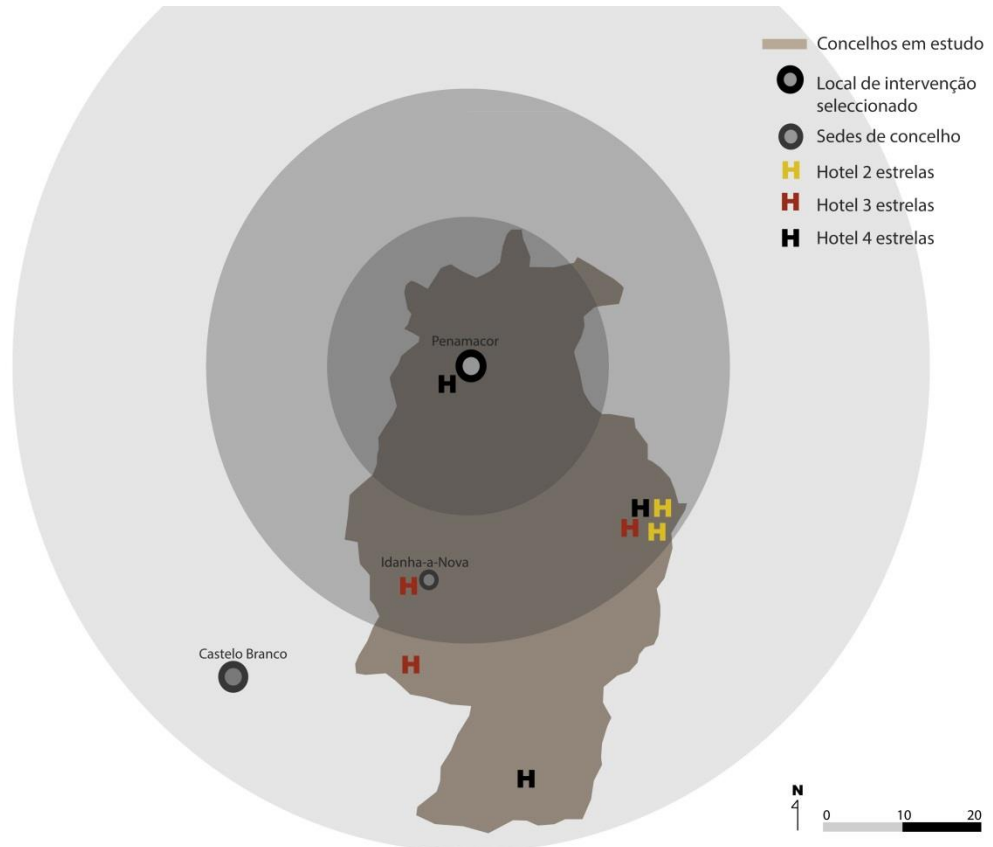 Concelhos em estudo
Local de intervenção
seleccionado
Sedes de concelho
H Hotel 2 estrelas
H Hotel 3 estrelas
H Hotel 4 estrelas
Penamacor
H
H H
H H
Idanha-a-Nova
H
Castelo Branco
H
H
N
0 10 20